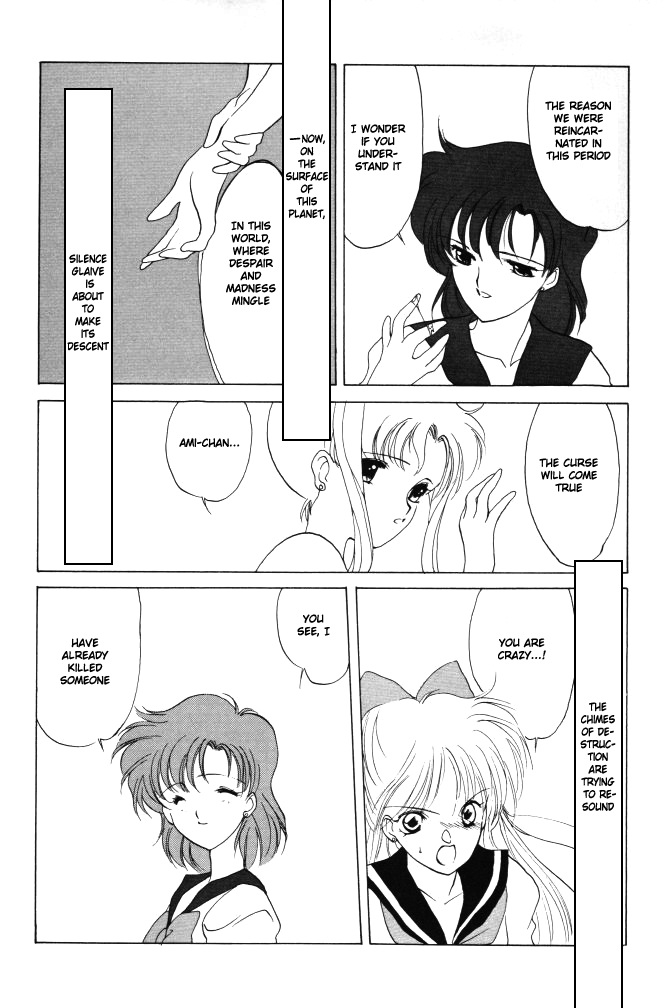 THE REASON
WE WERE
REINCAR-
NATED IN
THIS PERIOD
I WONDER
IF YOU
UNDER-
STAND IT
—NOW,
ON
THE
SURFACE
OF
THIS
PLANET,
IN THIS
WORLD,
WHERE
DESPAIR
AND
MADNESS
MINGLE
SILENCE
GLAIVE
IS
ABOUT
TO
MAKE
ITS
DESCENT
THE CURSE
WILL COME
TRUE
AMI-CHAN...
THE
CHIMES
OF DE-
STRUC-
TION
ARE
TRYING
TO RE-
SOUND
YOU ARE
CRAZY...!
YOU
SEE, I
HAVE
ALREADY
KILLED
SOMEONE